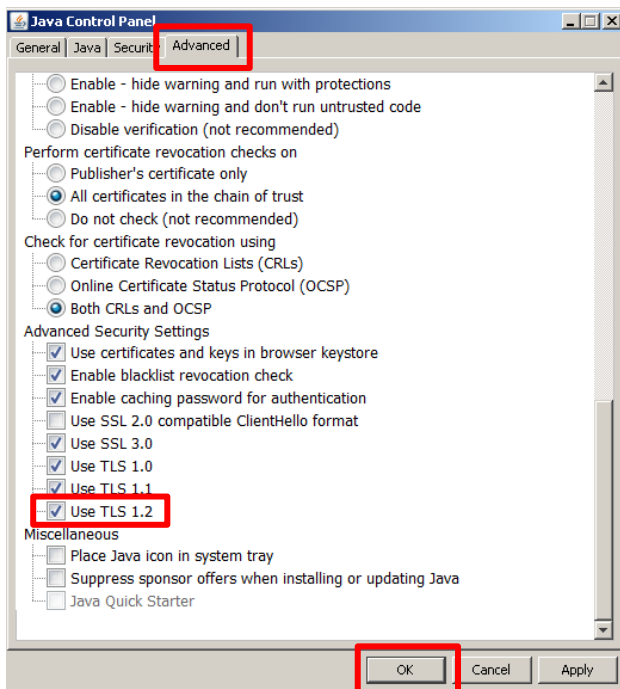 Java Control Panel
General Java Security Advanced
Enable - hide warning and run with protections
Enable - hide warning and don't run untrusted code
Disable verification (not recommended)
Perform certificate revocation checks on
Publisher's certificate only
All certificates in the chain of trust
Do not check (not recommended)
Check for certificate revocation using
Certificate Revocation Lists (CRLs)
Online Certificate Status Protocol (OCSP)
Both CRLs and OCSP
Advanced Security Settings
Use certificates and keys in browser keystore
Enable blacklist revocation check
Enable caching password for authentication
Use SSL 2.0 compatible ClientHello format
Use SSL 3.0
Use TLS 1.0
Use TLS 1.1
Use TLS 1.2
Miscellaneous
Place Java icon in system tray
Suppress sponsor offers when installing or updating Java
Java Quick Starter
OK Cancel Apply